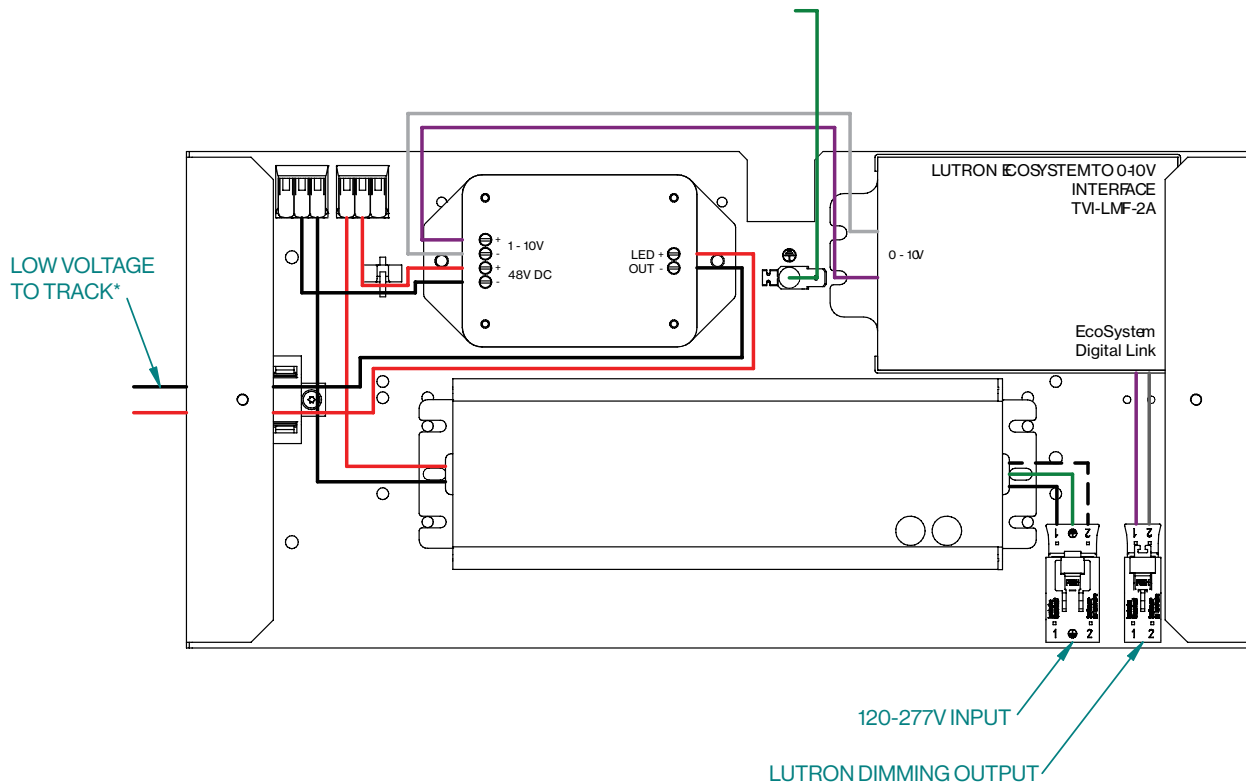 LUTRON ECOSYSTEM TO 0-10V
INTERFACE
TVI-LMF-2A
+
1 - 10V
-
+
48V DC
-
LED +
OUT -
0 - 10V
LOW VOLTAGE
TO TRACK*
EcoSystem
Digital Link
1 2
1 2
PUSH
1 2
1 2
120-277V INPUT
LUTRON DIMMING OUTPUT